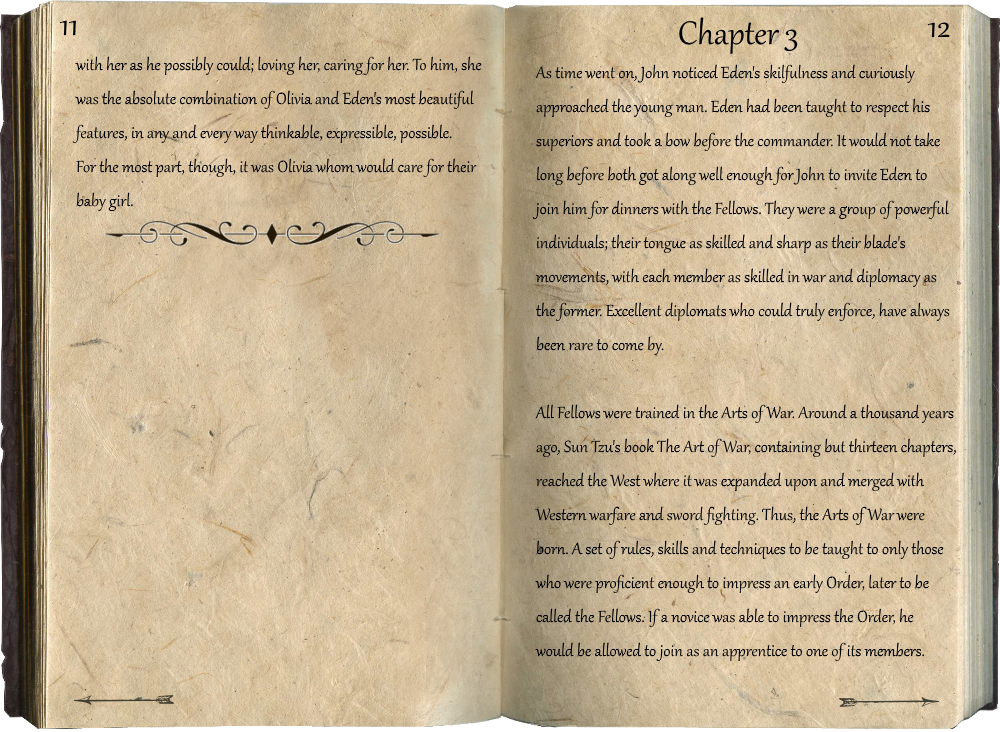 11
with her as he possibly could; loving her, caring for her. To him, she
was the absolute combination of Olivia and Eden's most beautiful
features, in any and every way thinkable, expressible, possible.
For the most part, though, it was Olivia whom would care for their
baby girl.
12
Chapter 3
As time went on, John noticed Eden's skilfulness and curiously
approached the young man. Eden had been taught to respect his
superiors and took a bow before the commander. It would not take
long before both got along well enough for John to invite Eden to
join him for dinners with the Fellows. They were a group of powerful
individuals; their tongue as skilled and sharp as their blade's
movements, with each member as skilled in war and diplomacy as
the former. Excellent diplomats who could truly enforce, have always
been rare to come by.
All Fellows were trained in the Arts of War. Around a thousand years
ago, Sun Tzu's book The Art of War, containing but thirteen chapters,
reached the West where it was expanded upon and merged with
Western warfare and sword fighting. Thus, the Arts of War were
born. A set of rules, skills and techniques to be taught to only those
who were proficient enough to impress an early Order, later to be
called the Fellows. If a novice was able to impress the Order, he
would be allowed to join as an apprentice to one of its members.